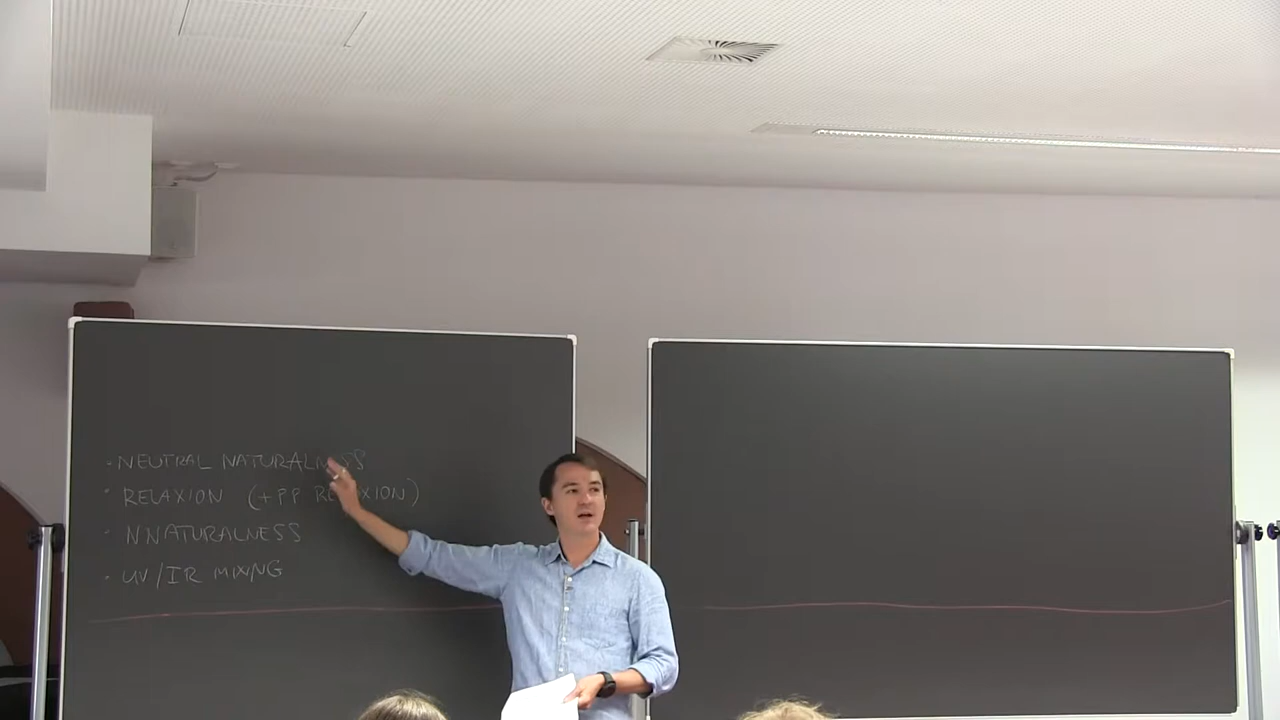 · NEUTRAL NATURALNESS
· RELAXION (+ PP RELAXION)
· NNATURALNESS
· UV/IR MIXING